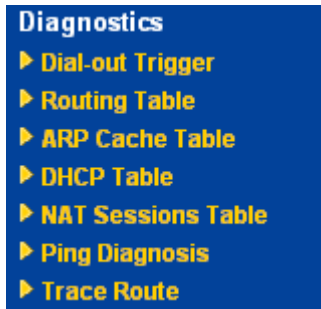 Diagnostics
Dial-out Trigger
Routing Table
ARP Cache Table
DHCP Table
NAT Sessions Table
Ping Diagnosis
Trace Route